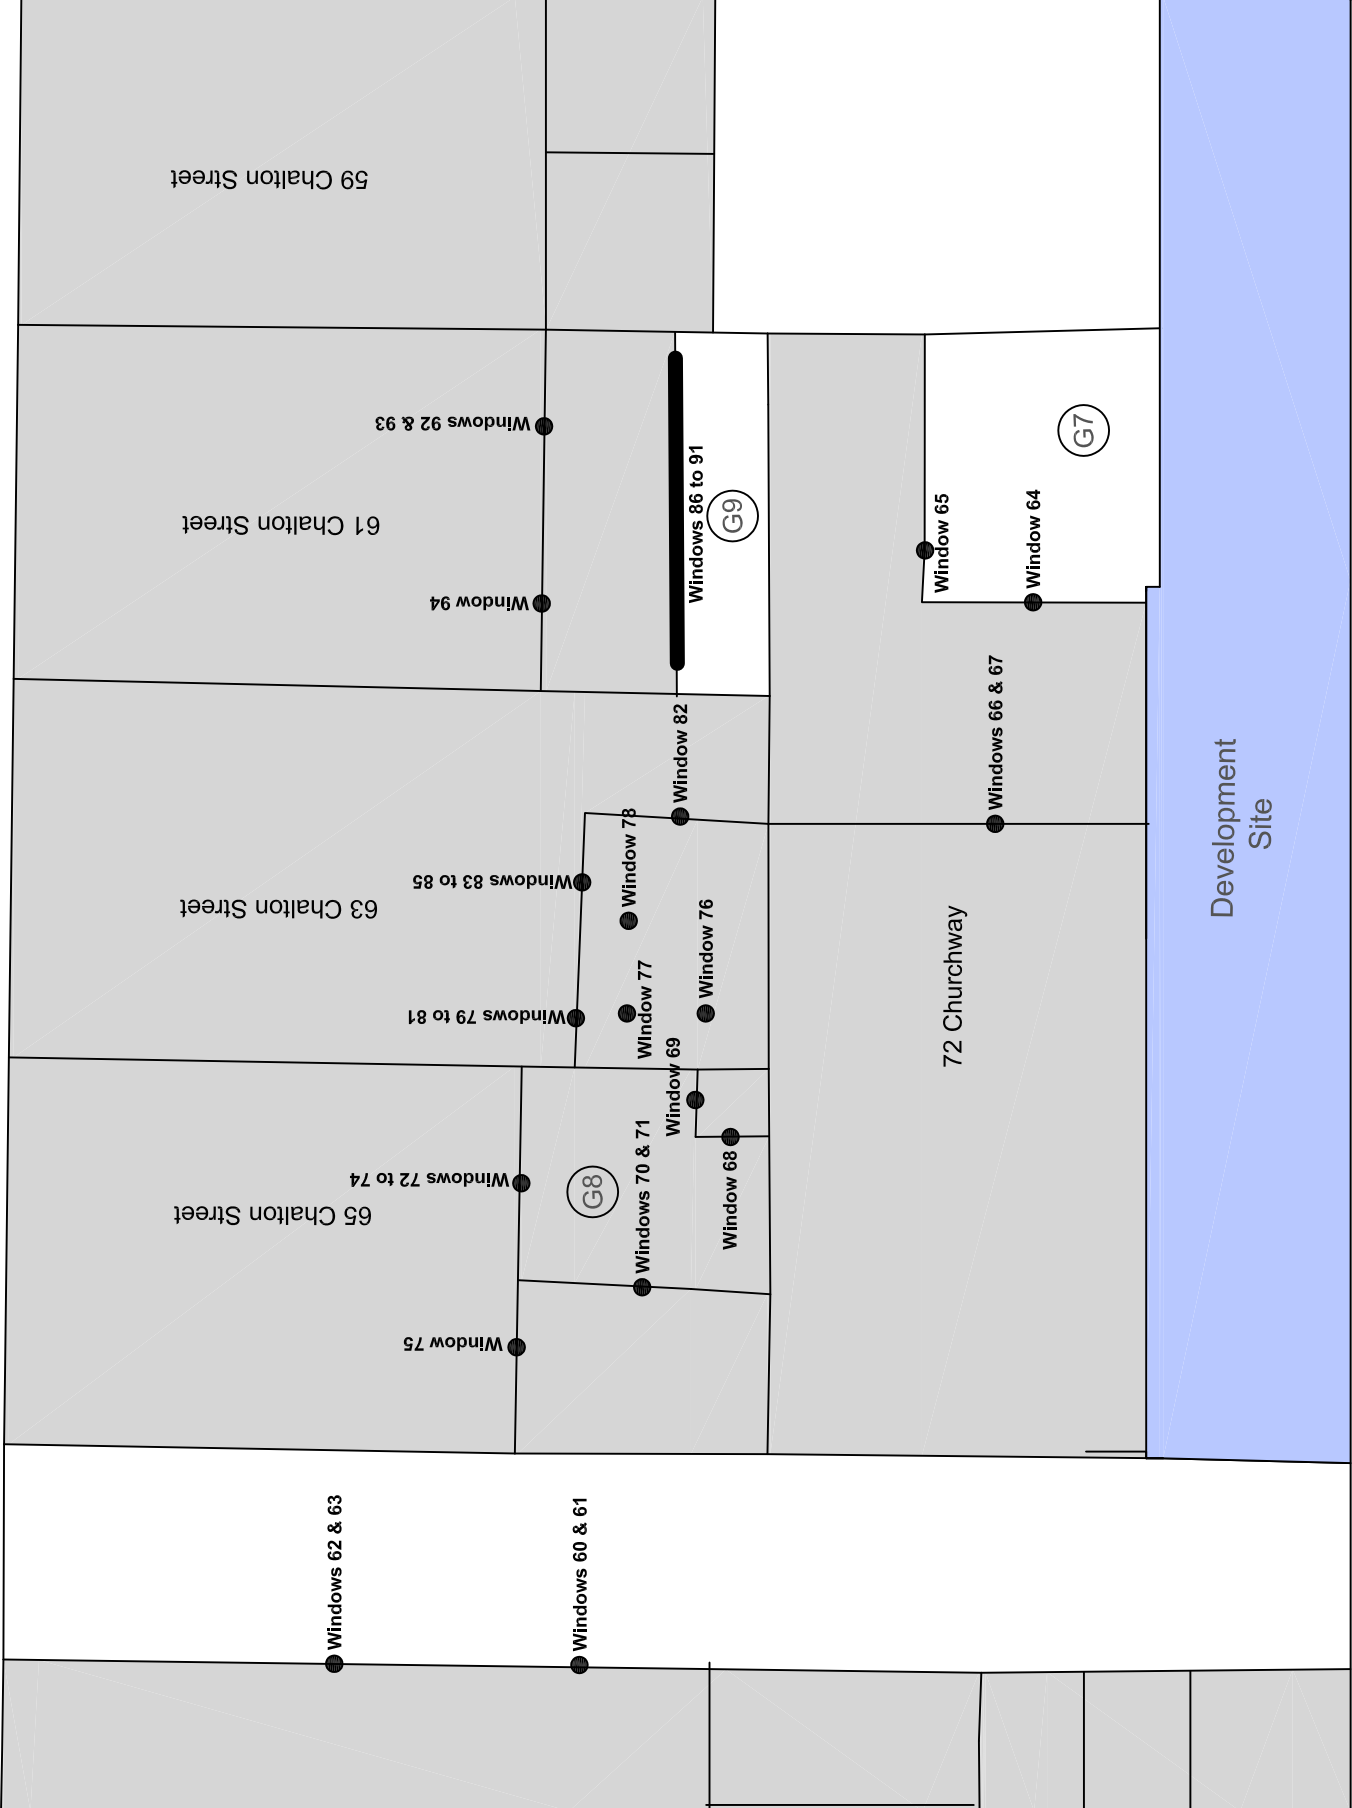 59 Chalton Street
Windows 92 & 93
61 Chalton Street
Window 94
Windows 86 to 91
G9
G7
Window 65
Window 64
Windows 66 & 67
Window 82
Window 78
Windows 83 to 85
63 Chalton Street
Window 76
Window 77
Windows 79 to 81
Development
Site
72 Churchway
Window 69
Windows 70 & 71
Window 68
G8
Windows 72 to 74
65 Chalton Street
Window 75
Windows 62 & 63
Windows 60 & 61